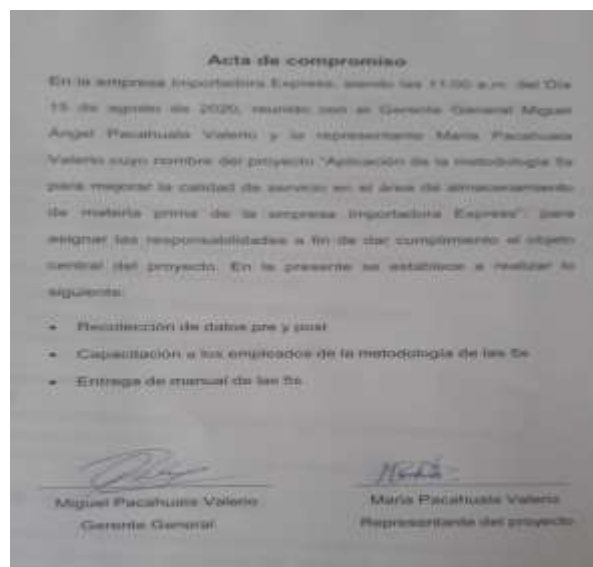 Acta de compromiso
En la empresa Importadora Express, siendo las 11:00 a.m. del Día
15 de agosto de 2020, reunido con el Gerente General Miguel
Angel Pacahuala Valerio y la representante Maria Pacahuala
Valerio cuyo nombre del proyecto "Aplicación de la metodología 5s
para mejorar la calidad de servicio en el área de almacenamiento
de materia prima de la empresa Importadora Express"; para
asignar las responsabilidades a fin de dar cumplimiento al objeto
central del proyecto. En la presente se establece a realizar lo
siguiente:
• Recolección de datos pre y post
• Capacitación a los empleados de la metodología de las 5s
• Entrega de manual de las 5s.
Miguel Pacahuala Valerio
Gerente General
Maria Pacahuala Valerio
Representante del proyecto